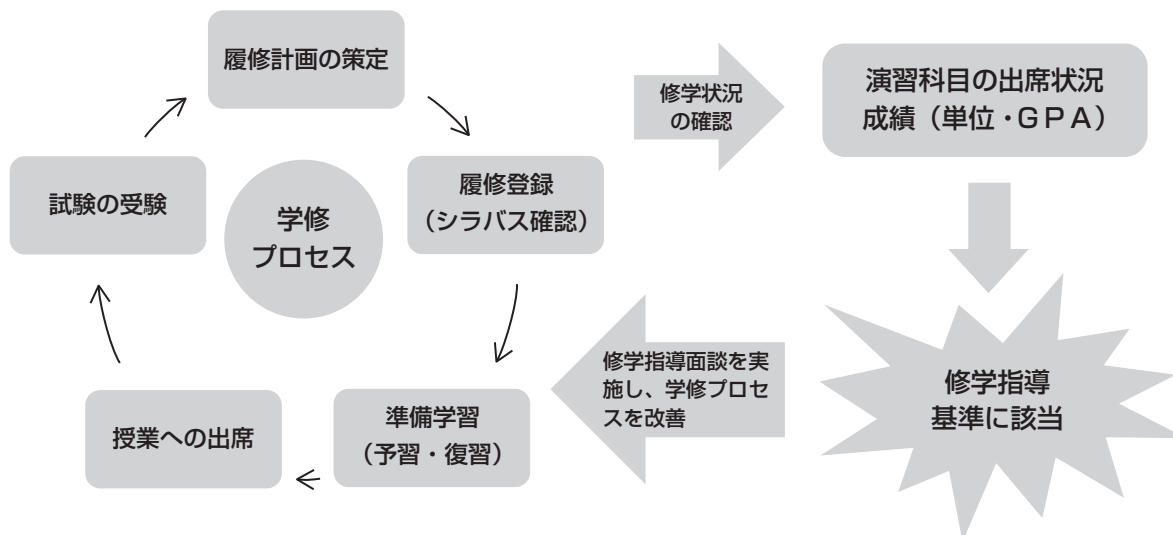 履修計画の策定
履修登録
（シラバス確認）
準備学習
（予習・復習）
授業への出席
試験の受験
学修
プロセス
修学状況
の確認
演習科目の出席状況
成績（単位・ＧＰＡ）
修学指導
基準に該当
修学指導面談を実
施し、学修プロセ
スを改善